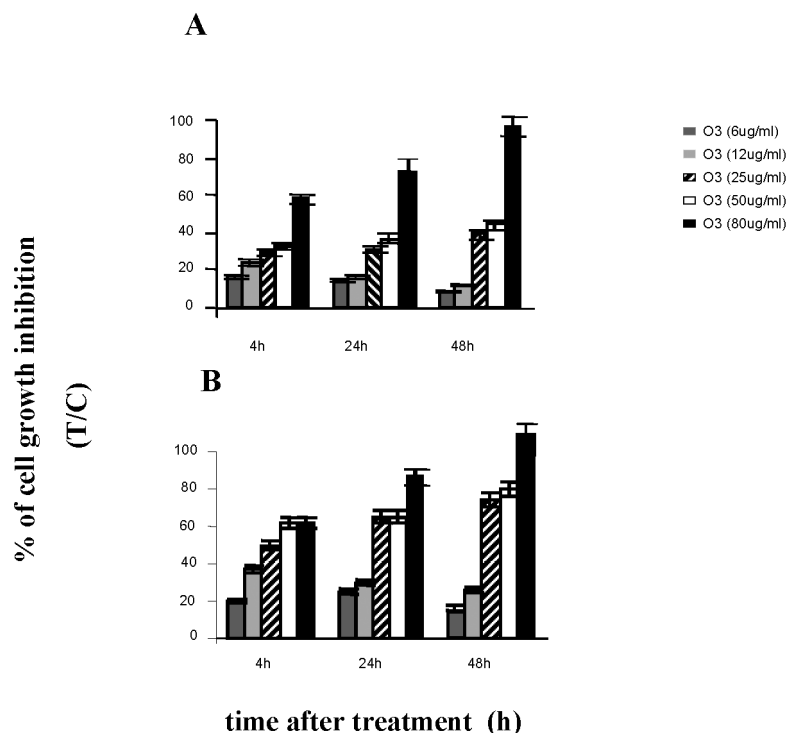 A
100
80
60
40
20
0
4h
24h
48h
O3 (6ug/ml)
O3 (12ug/ml)
O3 (25ug/ml)
O3 (50ug/ml)
O3 (80ug/ml)
% of cell growth inhibition
(T/C)
B
100
80
60
40
20
0
4h
24h
48h
time after treatment (h)